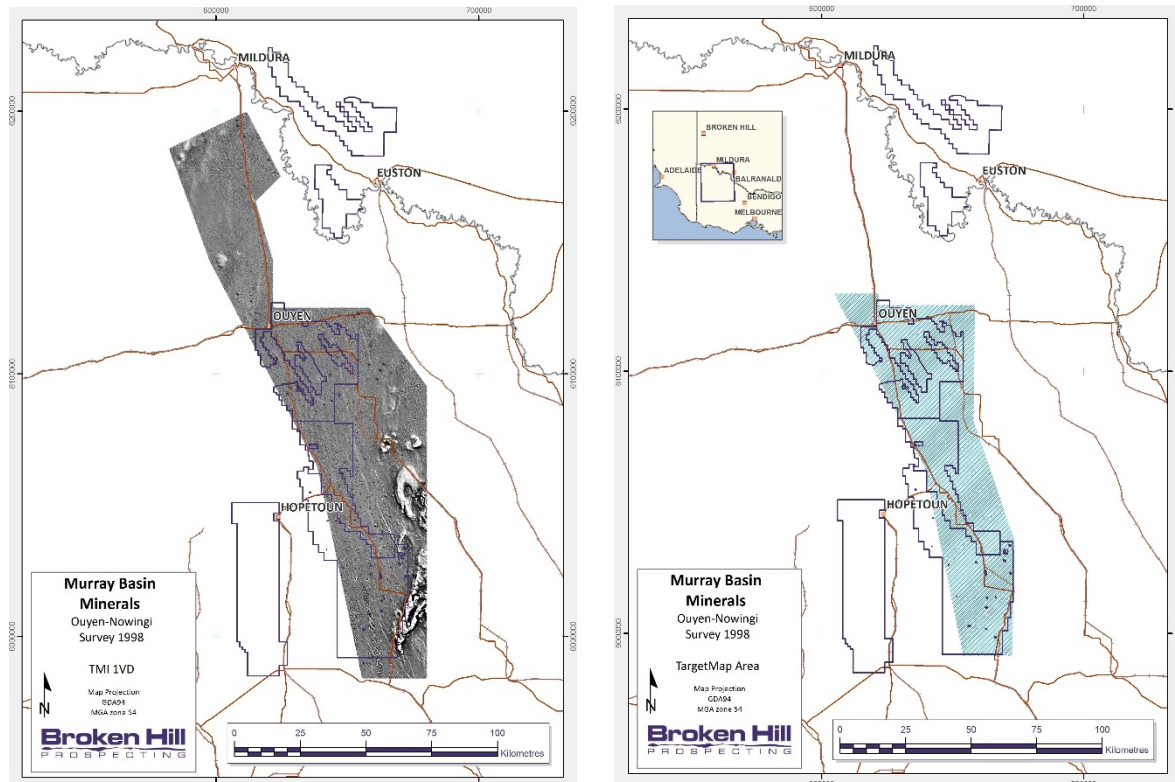 600000
700000
6200000
6100000
6000000
MILDURA
EUSTON
OUYEN
HOPETOUN
Murray Basin
Minerals
Ouyen-Nowingi
Survey 1998
TMI 1VD
Map Projection
GDA94
MGA zone 54
N
Broken Hill
PROSPECTING
0 25 50 75 100
Kilometres
600000
700000
6200000
6100000
6000000
MILDURA
BROKEN HILL
MILDURA
ADELAIDE
BALRANALD
BENDIGO
MELBOURNE
EUSTON
OUYEN
HOPETOUN
Murray Basin
Minerals
Ouyen-Nowingi
Survey 1998
TargetMap Area
Map Projection
GDA94
MGA zone 54
N
Broken Hill
PROSPECTING
0 25 50 75 100
Kilometres